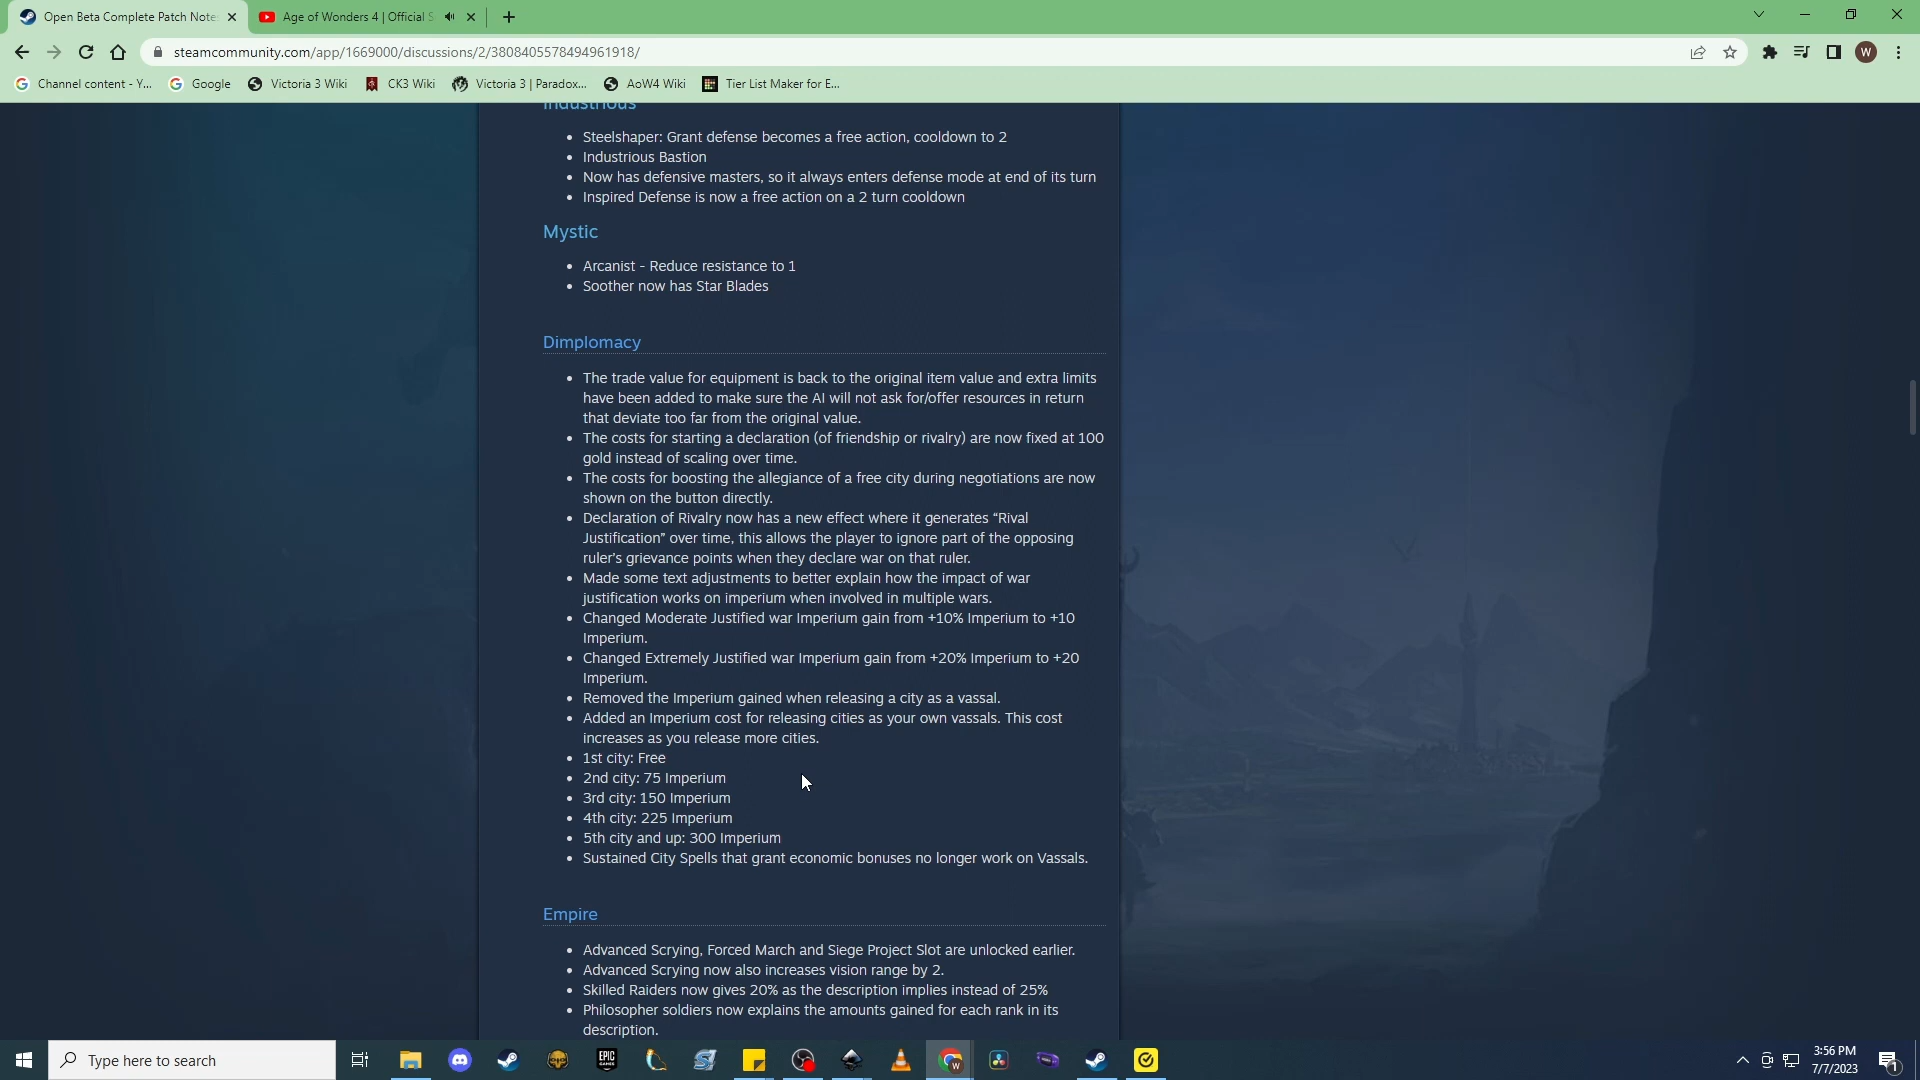 Open Beta Complete Patch Note
Age of Wonders 4 | Official S
steamcommunity.com/app/1669000/discussions/2/3808405578494961918/
W
Channel content - Y...
Google
Victoria 3 Wiki
CK3 Wiki
Victoria 3 | Paradox...
AoW4 Wiki
Tier List Maker for E...
Industrious
• Steelshaper: Grant defense becomes a free action, cooldown to 2
• Industrious Bastion
• Now has defensive masters, so it always enters defense mode at end of its turn
• Inspired Defense is now a free action on a 2 turn cooldown
Mystic
• Arcanist - Reduce resistance to 1
• Soother now has Star Blades
Dimplomacy
• The trade value for equipment is back to the original item value and extra limits
have been added to make sure the AI will not ask for/offer resources in return
that deviate too far from the original value.
• The costs for starting a declaration (of friendship or rivalry) are now fixed at 100
gold instead of scaling over time.
• The costs for boosting the allegiance of a free city during negotiations are now
shown on the button directly.
• Declaration of Rivalry now has a new effect where it generates “Rival
Justification” over time, this allows the player to ignore part of the opposing
ruler's grievance points when they declare war on that ruler.
• Made some text adjustments to better explain how the impact of war
justification works on imperium when involved in multiple wars.
• Changed Moderate Justified war Imperium gain from +10% Imperium to +10
Imperium.
• Changed Extremely Justified war Imperium gain from +20% Imperium to +20
Imperium.
• Removed the Imperium gained when releasing a city as a vassal.
• Added an Imperium cost for releasing cities as your own vassals. This cost
increases as you release more cities.
• 1st city: Free
• 2nd city: 75 Imperium
• 3rd city: 150 Imperium
• 4th city: 225 Imperium
• 5th city and up: 300 Imperium
• Sustained City Spells that grant economic bonuses no longer work on Vassals.
Empire
• Advanced Scrying, Forced March and Siege Project Slot are unlocked earlier.
• Advanced Scrying now also increases vision range by 2.
• Skilled Raiders now gives 20% as the description implies instead of 25%
• Philosopher soldiers now explains the amounts gained for each rank in its
description.
Type here to search
EPIC
GAMES
W
3:56 PM
7/7/2023
1